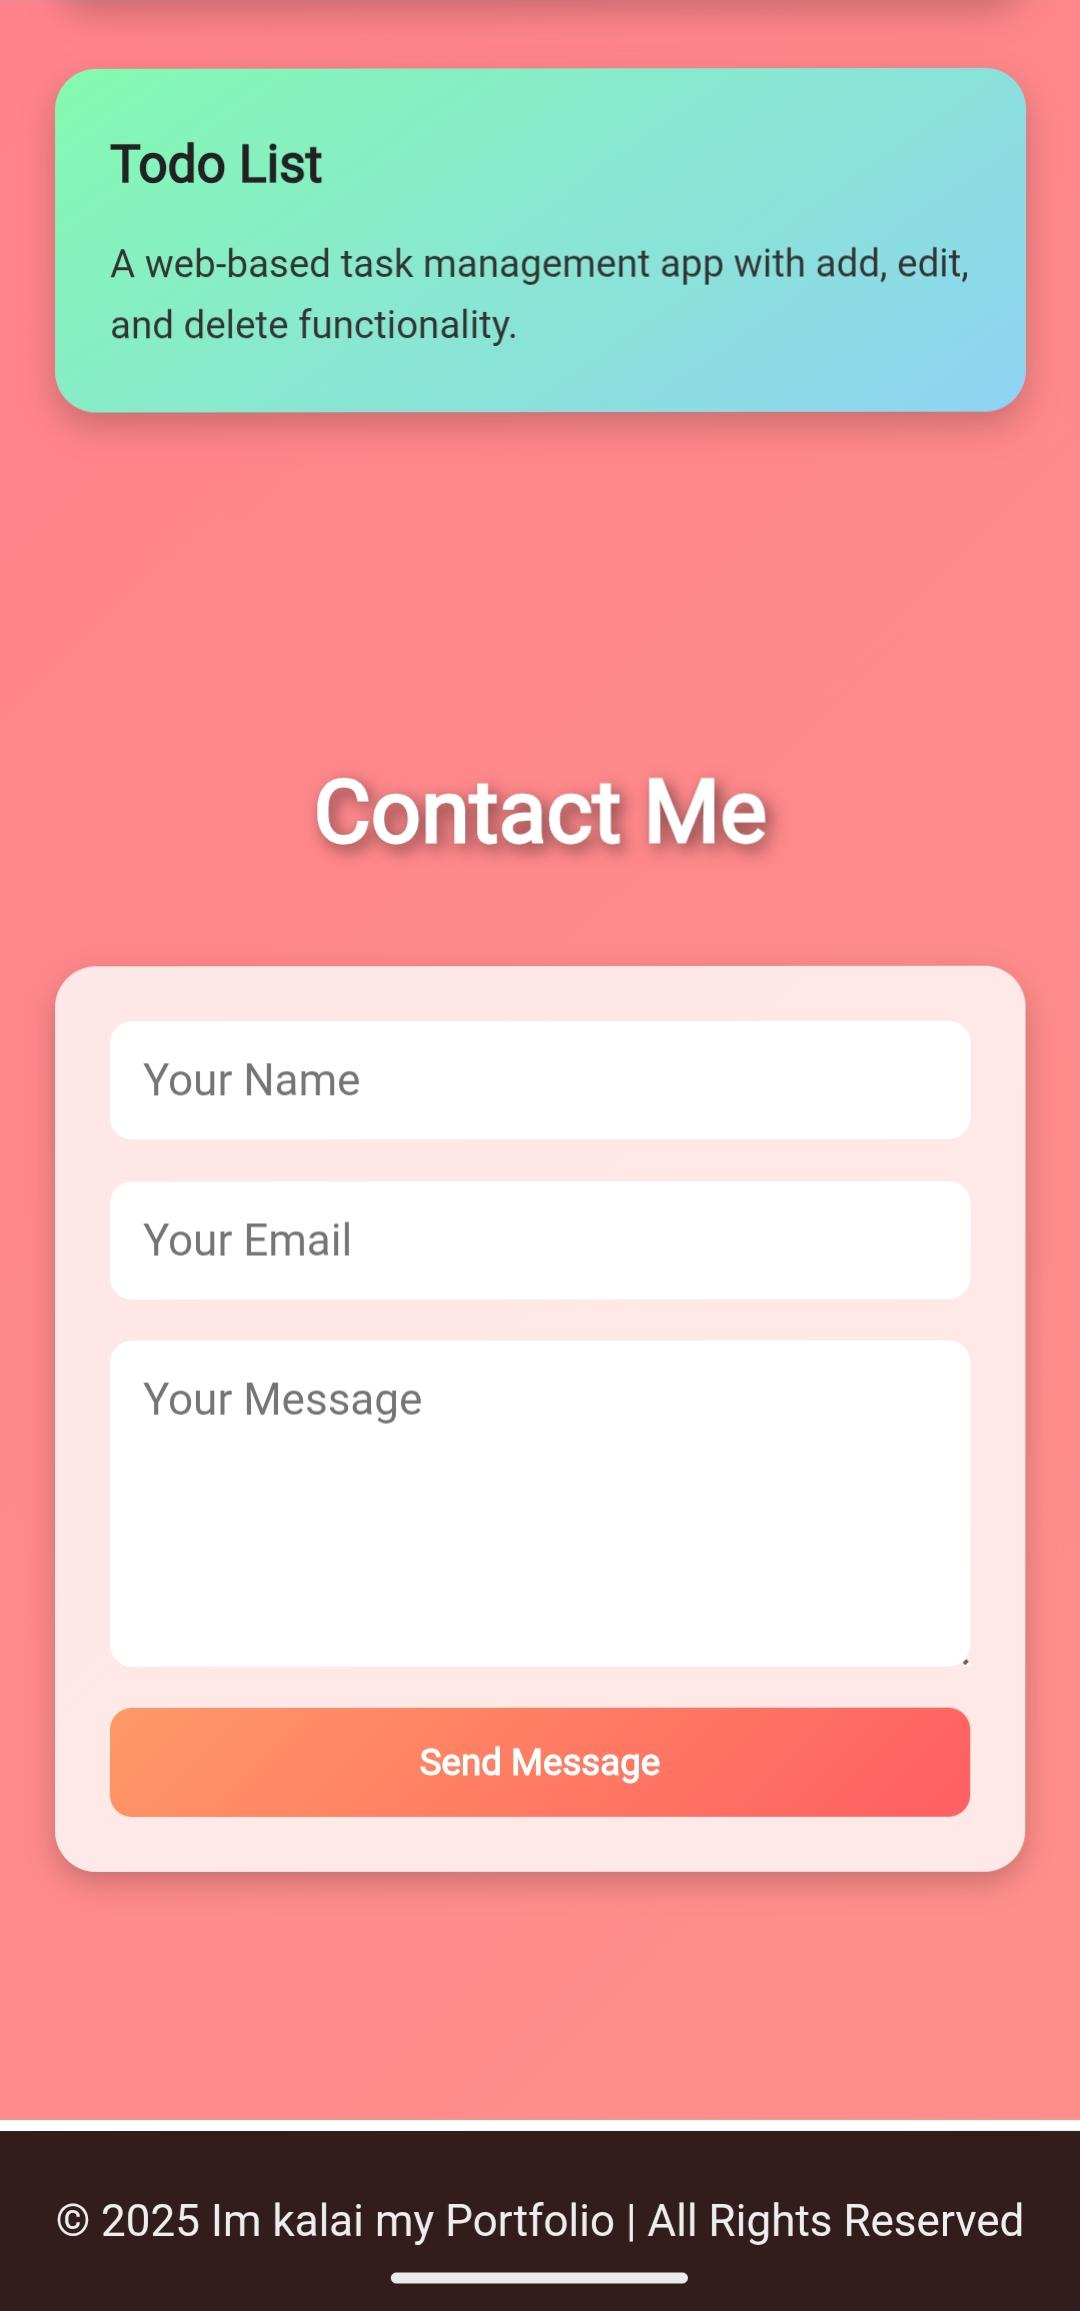 Todo List
A web-based task management app with add, edit,
and delete functionality.
Contact Me
Your Name
Your Email
Your Message
Send Message
© 2025 Im kalai my Portfolio | All Rights Reserved